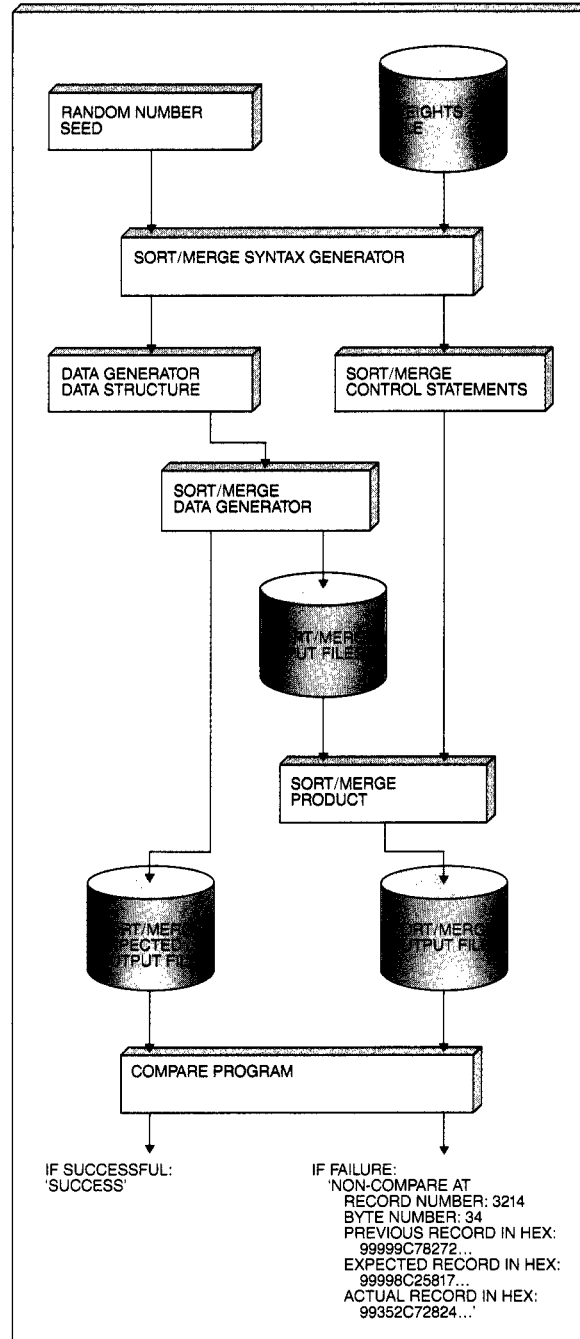 RANDOM NUMBER
SEED
SORT/MERGE SYNTAX GENERATOR
DATA GENERATOR
DATA STRUCTURE
SORT/MERGE
CONTROL STATEMENTS
SORT/MERGE
DATA GENERATOR
SORT/MERGE
PRODUCT
COMPARE PROGRAM
IF SUCCESSFUL:
'SUCCESS'
IF FAILURE:
'NON-COMPARE AT
RECORD NUMBER: 3214
BYTE NUMBER: 34
PREVIOUS RECORD IN HEX:
99999C78272...
EXPECTED RECORD IN HEX:
99998C25817...
ACTUAL RECORD IN HEX:
99352C72824...'